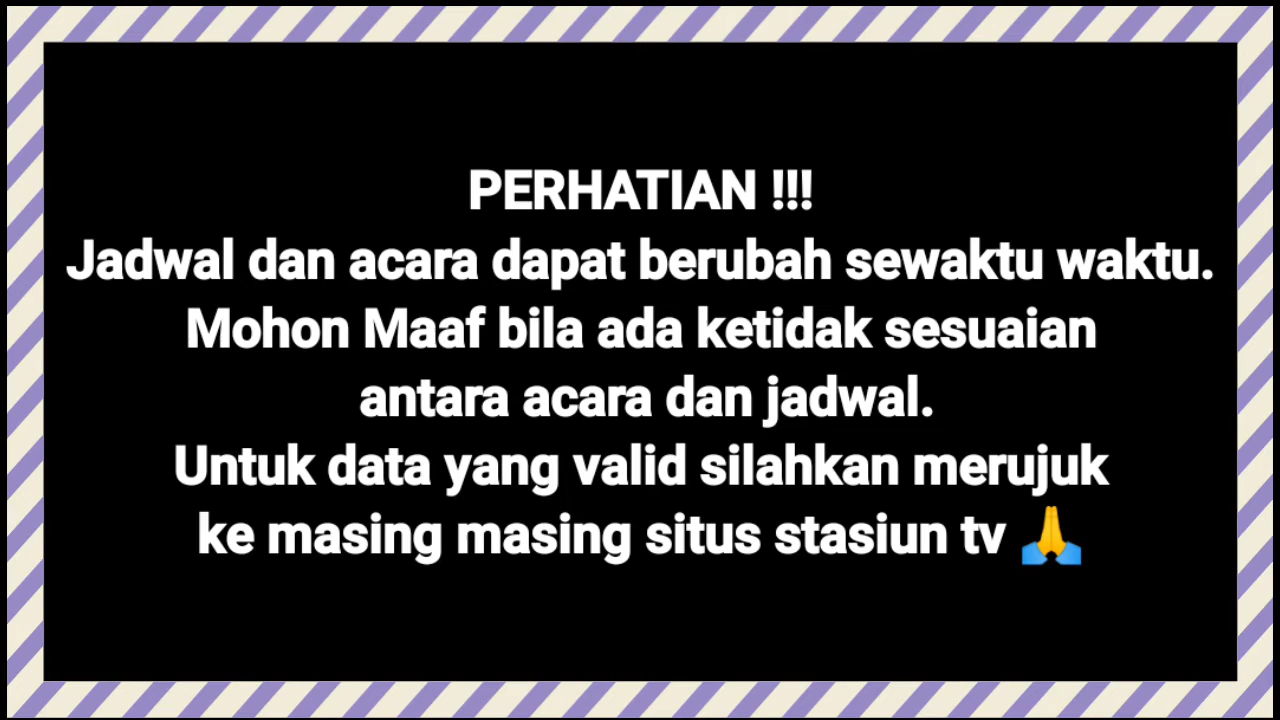 PERHATIAN !!!
Jadwal dan acara dapat berubah sewaktu waktu.
Mohon Maaf bila ada ketidak sesuaian
antara acara dan jadwal.
Untuk data yang valid silahkan merujuk
ke masing masing situs stasiun tv 🙏